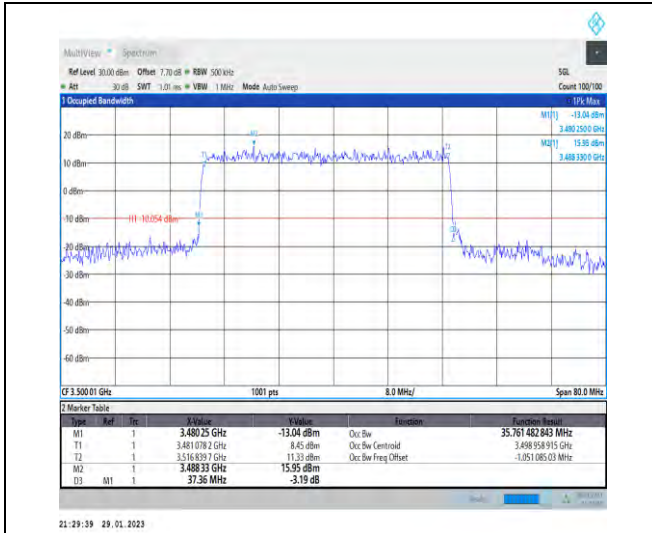 MultiView Spectrum
Ref Level 30.00 dBm Offset 7.70 dB RBW 500 kHz SGL
Att 30 dB SWT 1.01 ms VBW 1 MHz Mode Auto Sweep Count 100/100
1 Occupied Bandwidth 1Pk Max
M1[1] -13.04 dBm
3.480 2500 GHz
M2[1] 15.95 dBm
3.488 3300 GHz
20 dBm
10 dBm
0 dBm
-10 dBm
H1 -10.054 dBm
-20 dBm
-30 dBm
-40 dBm
-50 dBm
-60 dBm
M1
M2
T1
T2
D3
CF 3.500 01 GHz 1001 pts 8.0 MHz/ Span 80.0 MHz
2 Marker Table
Type Ref Trc X-Value Y-Value Function Function Result
M1 1 3.480 25 GHz -13.04 dBm Occ Bw 35.761 482 843 MHz
T1 1 3.481 078 2 GHz 8.45 dBm Occ Bw Centroid 3.498 958 915 GHz
T2 1 3.516 839 7 GHz 11.33 dBm Occ Bw Freq Offset -1.051 085 03 MHz
M2 1 3.488 33 GHz 15.95 dBm
D3 M1 1 37.36 MHz -3.19 dB
21:29:39 29.01.2023